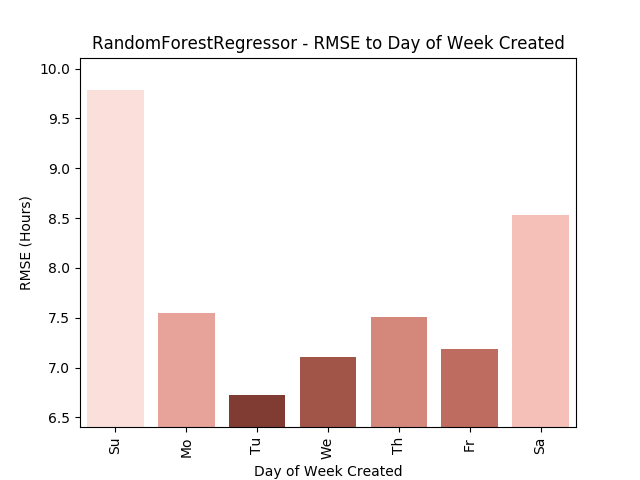 RandomForestRegressor - RMSE to Day of Week Created
10.0
9.5
9.0
8.5
8.0
7.5
7.0
6.5
RMSE (Hours)
Su
Mo
Tu
We
Th
Fr
Sa
Day of Week Created